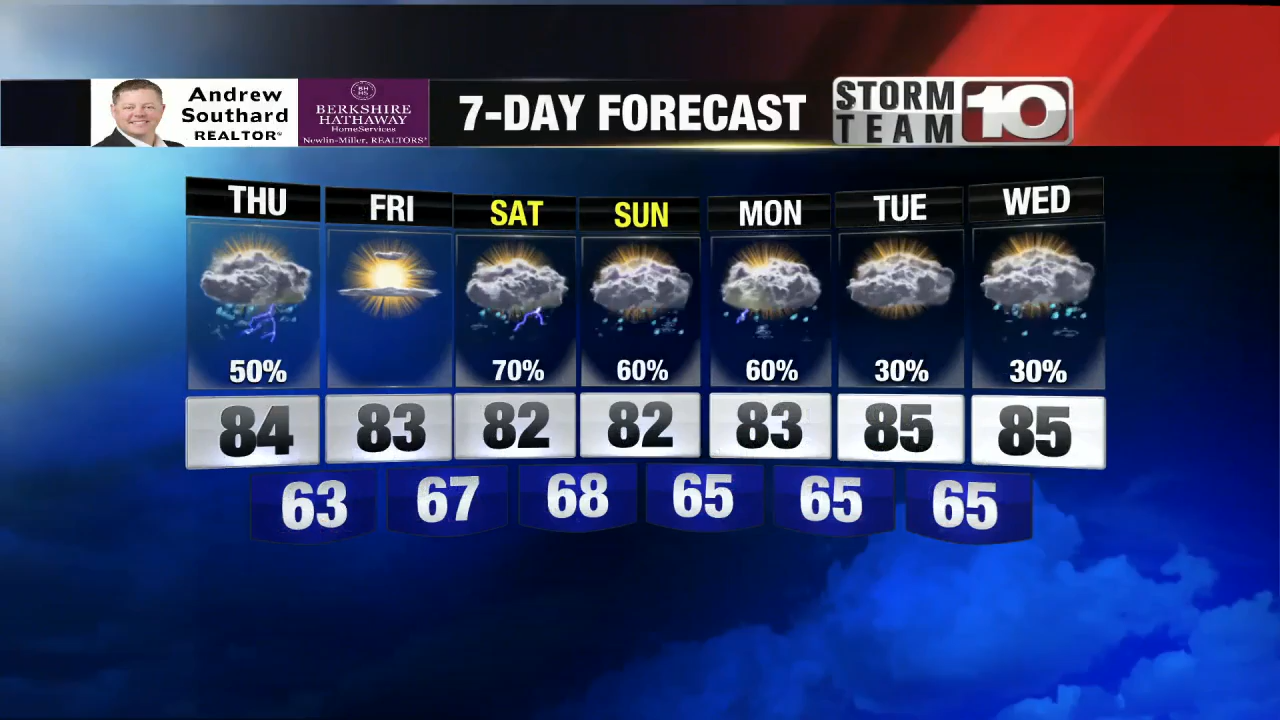 Andrew
Southard
REALTOR®
BH
HS
BERKSHIRE
HATHAWAY
HomeServices
Newlin-Miller, REALTORS®
7-DAY FORECAST
STORM
TEAM
10
THU FRI SAT SUN MON TUE WED
50% 70% 60% 60% 30% 30%
84 83 82 82 83 85 85
63 67 68 65 65 65